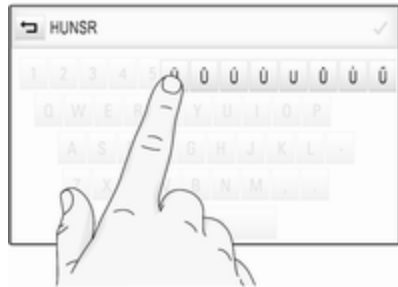 HUNSR
1 2 3 4 5 Û Ü Ú Ù U
Q W E R Y U I O P
A S G H J K L -
Z X B N M , .